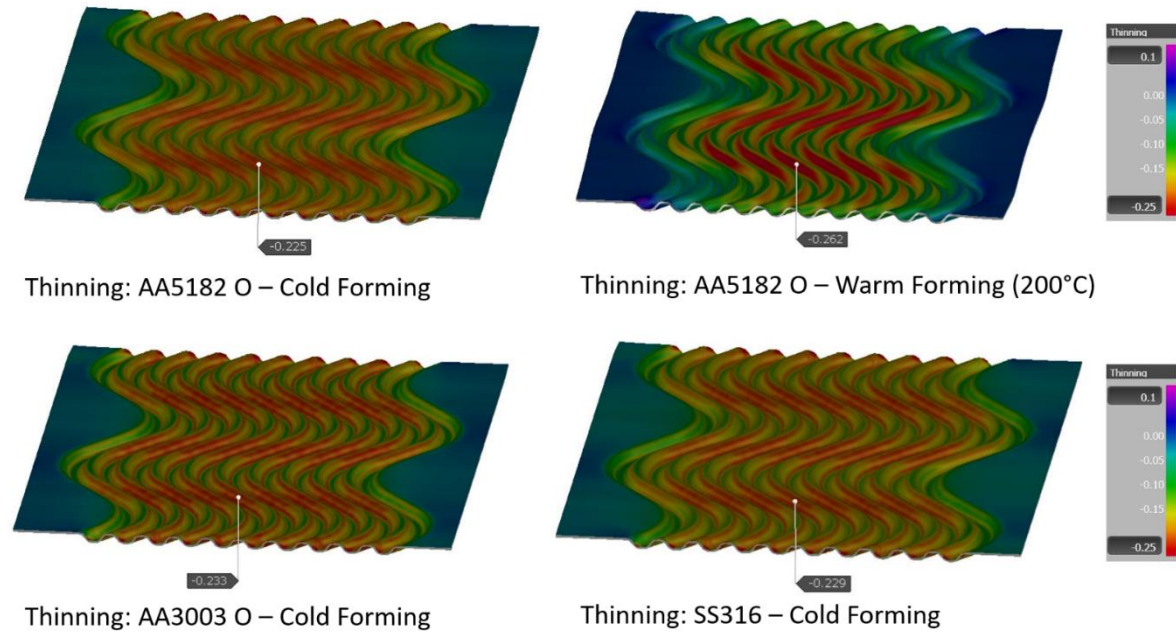 Thinning
0.1
0.00
-0.05
-0.10
-0.15
-0.25
-0.225
-0.262
Thinning: AA5182 O – Cold Forming
Thinning: AA5182 O – Warm Forming (200°C)
Thinning
0.1
0.00
-0.05
-0.10
-0.15
-0.25
-0.233
-0.229
Thinning: AA3003 O – Cold Forming
Thinning: SS316 – Cold Forming